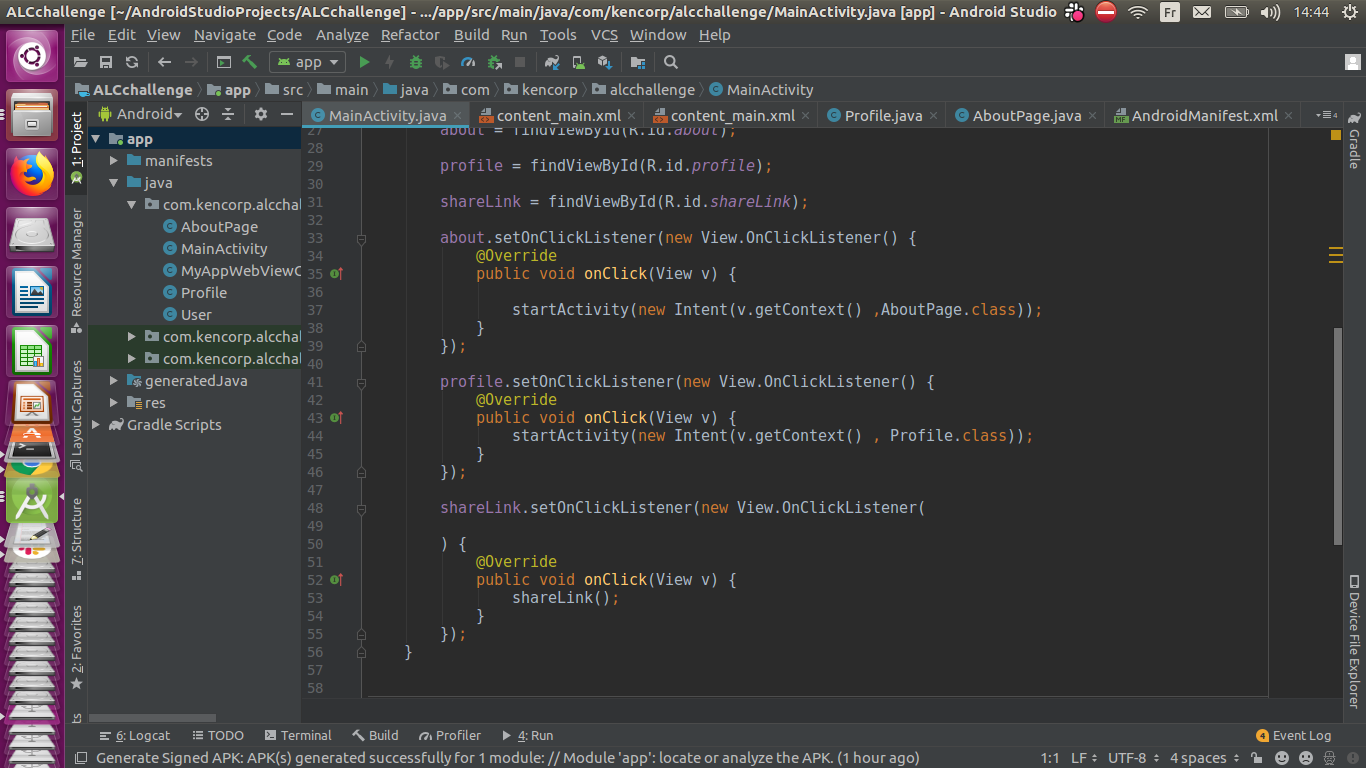 ALCchallenge [~/AndroidStudioProjects/ALCchallenge] - .../app/src/main/java/com/kencorp/alcchallenge/MainActivity.java [app] - Android Studio Fr 14:44
File Edit View Navigate Code Analyze Refactor Build Run Tools VCS Window Help
app
ALCchallenge app src main java com kencorp alcchallenge MainActivity
Android
MainActivity.java content_main.xml content_main.xml Profile.java AboutPage.java AndroidManifest.xml
1: Project
Resource Manager
Layout Captures
7: Structure
2: Favorites
app
manifests
java
com.kencorp.alcchal
AboutPage
MainActivity
MyAppWebViewC
Profile
User
com.kencorp.alcchal
com.kencorp.alcchal
generatedJava
res
Gradle Scripts
27 about = findViewById(R.id.about);
28
29 profile = findViewById(R.id.profile);
30
31 shareLink = findViewById(R.id.shareLink);
32
33 about.setOnClickListener(new View.OnClickListener() {
34 @Override
35 public void onClick(View v) {
36
37 startActivity(new Intent(v.getContext() ,AboutPage.class));
38 }
39 });
40
41 profile.setOnClickListener(new View.OnClickListener() {
42 @Override
43 public void onClick(View v) {
44 startActivity(new Intent(v.getContext() , Profile.class));
45 }
46 });
47
48 shareLink.setOnClickListener(new View.OnClickListener(
49
50 ) {
51 @Override
52 public void onClick(View v) {
53 shareLink();
54 }
55 });
56 }
57
58
Gradle
Device File Explorer
6: Logcat TODO Terminal Build Profiler 4: Run 4 Event Log
Generate Signed APK: APK(s) generated successfully for 1 module: // Module 'app': locate or analyze the APK. (1 hour ago) 1:1 LF UTF-8 4 spaces